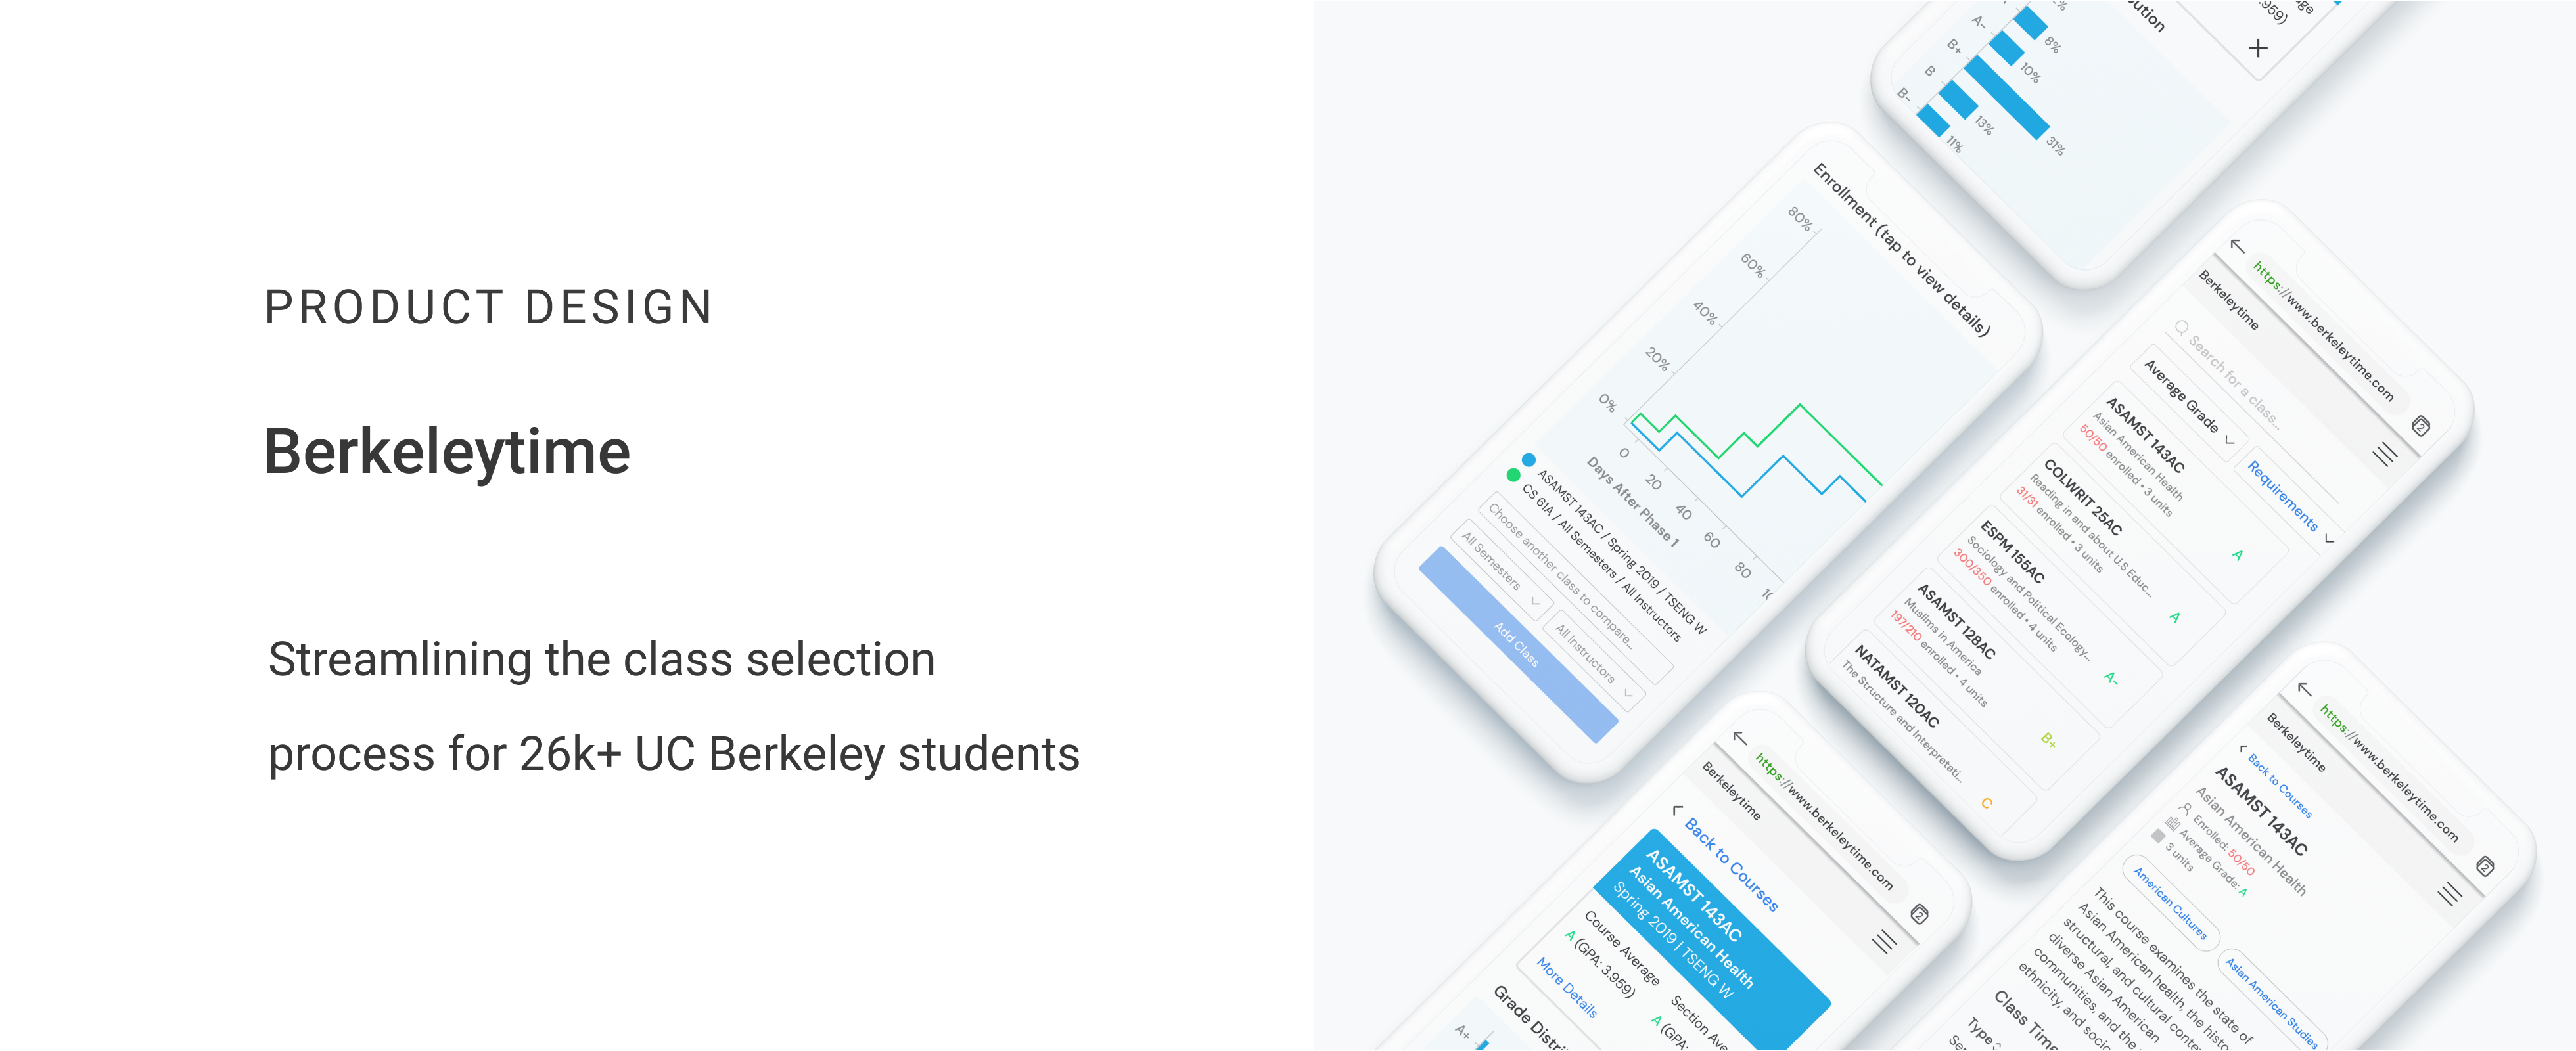 PRODUCT DESIGN
Berkeleytime
Streamlining the class selection
process for 26k+ UC Berkeley students
A-
8%
B+
10%
B
31%
B-
13%
11%
.959)
+
Enrollment (tap to view details)
80%
60%
40%
20%
0%
0
20
40
60
80
Days After Phase 1
ASAMST 143AC / Spring 2019 / TSENG W
CS 61A / All Semesters / All Instructors
Choose another class to compare...
All Semesters
All Instructors
Add Class
https://www.berkeleytime.com
2
Berkeleytime
Search for a class...
Average Grade
Requirements
ASAMST 143AC
Asian American Health
50/50 enrolled • 3 units
A
COLWRIT 25AC
Reading in and about U.S Educ...
31/31 enrolled • 3 units
A
ESPM 155AC
Sociology and Political Ecology...
300/350 enrolled • 4 units
A-
ASAMST 128AC
Muslims in America
197/210 enrolled • 4 units
B+
NATAMST 120AC
The Structure and Interpretati...
C
https://www.berkeleytime.com
2
Berkeleytime
Back to Courses
ASAMST 143AC
Asian American Health
Spring 2019 | TSENG W
Course Average
A (GPA: 3.959)
More Details
Section Ave
A (GPA:
Grade Distri
A+
https://www.berkeleytime.com
2
Berkeleytime
Back to Courses
ASAMST 143AC
Asian American Health
Enrolled: 50/50
Average Grade: A
3 units
American Cultures
Asian American Studies
This course examines the state of
Asian American health, the histo
structural, and cultural conte
diverse Asian American
communities, and the
ethnicity, and soci
Class Time
Type